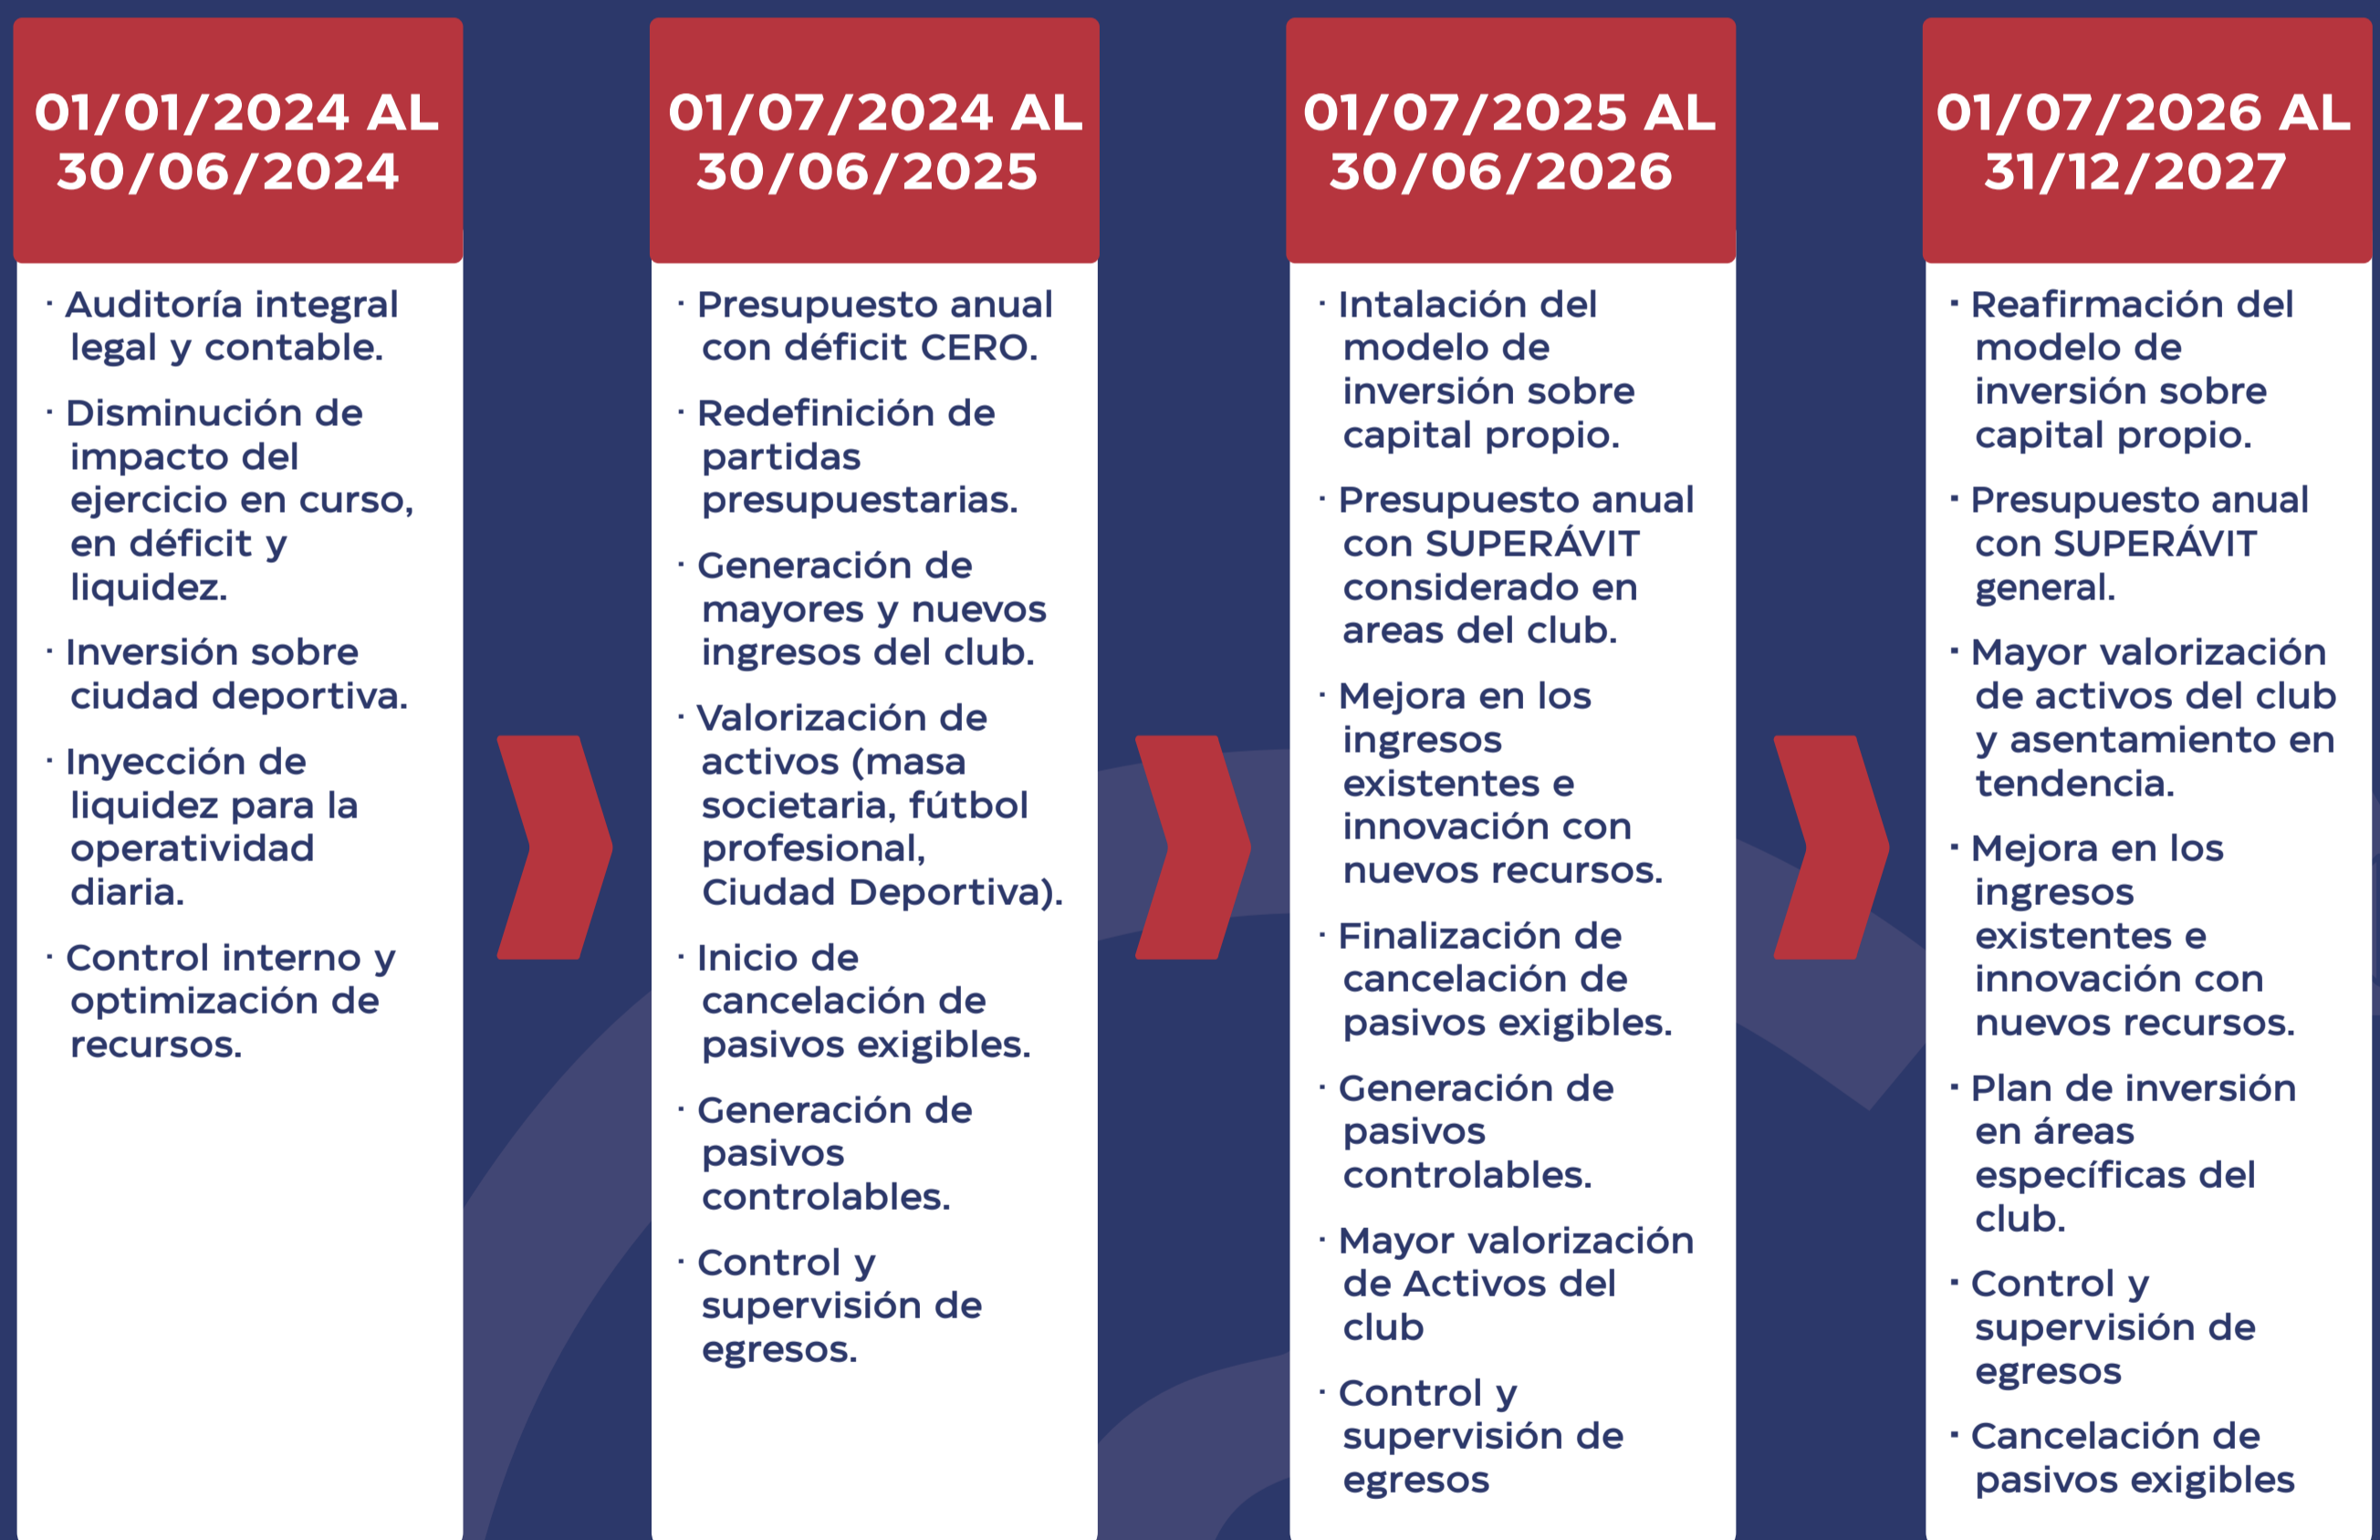 01/01/2024 AL
30/06/2024
· Auditoría integral
legal y contable.
· Disminución de
impacto del
ejercicio en curso,
en déficit y
liquidez.
· Inversión sobre
ciudad deportiva.
· Inyección de
liquidez para la
operatividad
diaria.
· Control interno y
optimización de
recursos.
01/07/2024 AL
30/06/2025
· Presupuesto anual
con déficit CERO.
· Redefinición de
partidas
presupuestarias.
· Generación de
mayores y nuevos
ingresos del club.
· Valorización de
activos (masa
societaria, fútbol
profesional,
Ciudad Deportiva).
· Inicio de
cancelación de
pasivos exigibles.
· Generación de
pasivos
controlables.
· Control y
supervisión de
egresos.
01/07/2025 AL
30/06/2026
· Intalación del
modelo de
inversión sobre
capital propio.
· Presupuesto anual
con SUPERÁVIT
considerado en
areas del club.
· Mejora en los
ingresos
existentes e
innovación con
nuevos recursos.
· Finalización de
cancelación de
pasivos exigibles.
· Generación de
pasivos
controlables.
· Mayor valorización
de Activos del
club
· Control y
supervisión de
egresos
01/07/2026 AL
31/12/2027
· Reafirmación del
modelo de
inversión sobre
capital propio.
· Presupuesto anual
con SUPERÁVIT
general.
· Mayor valorización
de activos del club
y asentamiento en
tendencia.
· Mejora en los
ingresos
existentes e
innovación con
nuevos recursos.
· Plan de inversión
en áreas
específicas del
club.
· Control y
supervisión de
egresos
· Cancelación de
pasivos exigibles